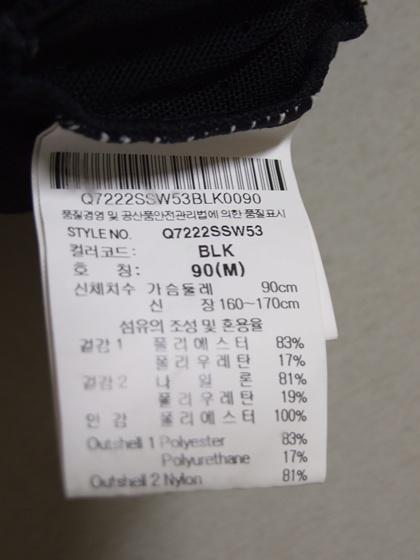 Q7222SSW53BLK0090
품질경영 및 공산품안전관리법에 의한 품질표시
STYLE NO. Q7222SSW53
컬러코드: BLK
호 칭: 90(M)
신체치수 가슴둘레 90cm
신 장 160~170cm
섬유의 조성 및 혼용율
겉감 1 폴리에스터 83%
폴리우레탄 17%
겉감 2 나 일 론 81%
폴리우레탄 19%
안 감 폴리에스터 100%
Outshell 1 Polyester 83%
Polyurethane 17%
Outshell 2 Nylon 81%